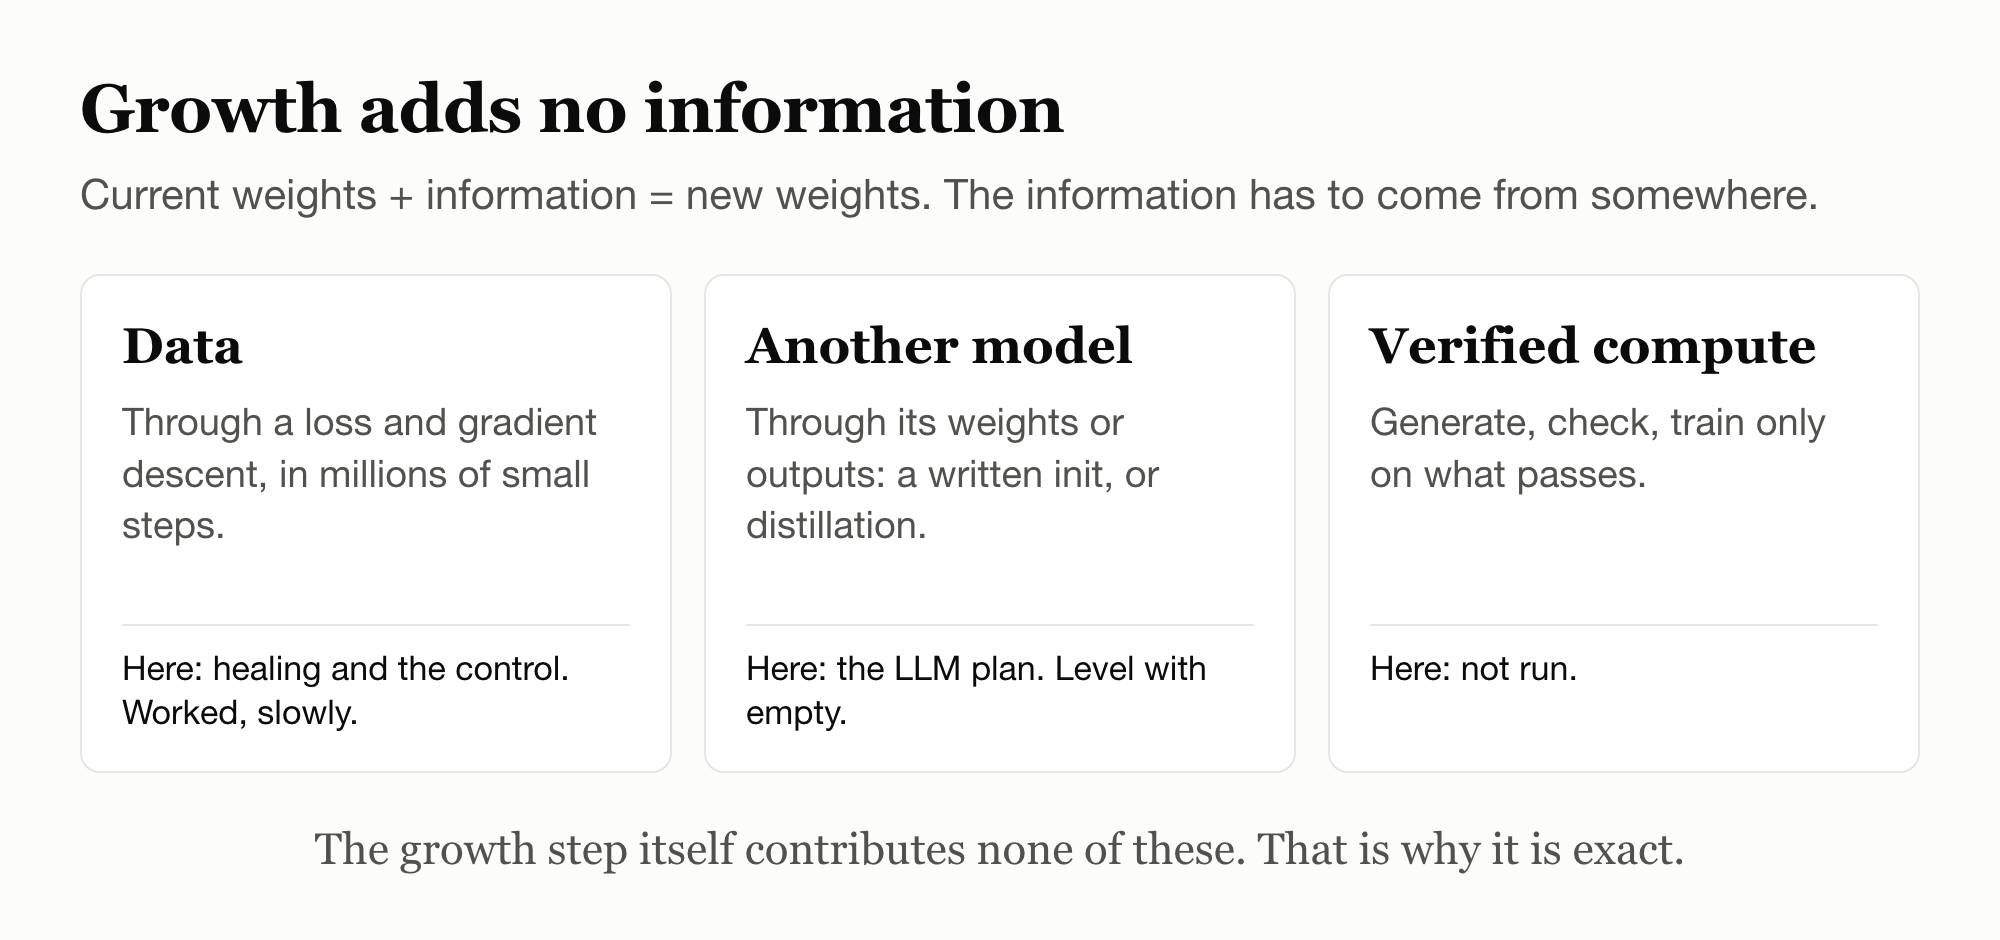 Growth adds no information
Current weights + information = new weights. The information has to come from somewhere.
Data
Through a loss and gradient
descent, in millions of small
steps.
Here: healing and the control.
Worked, slowly.
Another model
Through its weights or
outputs: a written init, or
distillation.
Here: the LLM plan. Level with
empty.
Verified compute
Generate, check, train only
on what passes.
Here: not run.
The growth step itself contributes none of these. That is why it is exact.